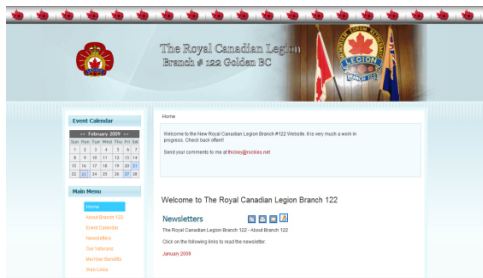 The Royal Canadian Legion
Branch # 122 Golden BC
LEGION
Event Calendar
<< February 2009 >>
Sun Mon Tue Wed Thu Fri Sat
1 2 3 4 5 6 7
8 9 10 11 12 13 14
15 16 17 18 19 20 21
22 23 24 25 26 27 28
Main Menu
Home
About Branch 122
Event Calendar
Newsletters
Our Veterans
Member Benefits
Web Links
Home
Welcome to the New Royal Canadian Legion Branch #122 Website. It is very much a work in
progress. Check back often!!
Send your comments to me at
Welcome to The Royal Canadian Legion Branch 122
Newsletters
The Royal Canadian Legion Branch 122 - About Branch 122
Click on the following links to read the newsletter.
January 2009